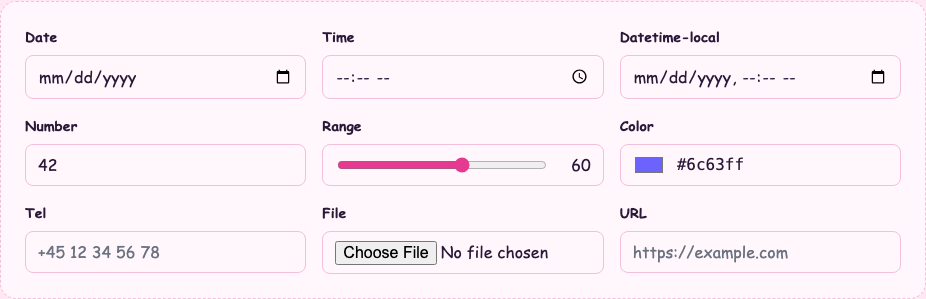 Date Time Datetime-local
mm/dd/yyyy --:-- -- mm/dd/yyyy, --:-- --
Number Range Color
42 60 #6c63ff
Tel File URL
+45 12 34 56 78 Choose File No file chosen https://example.com